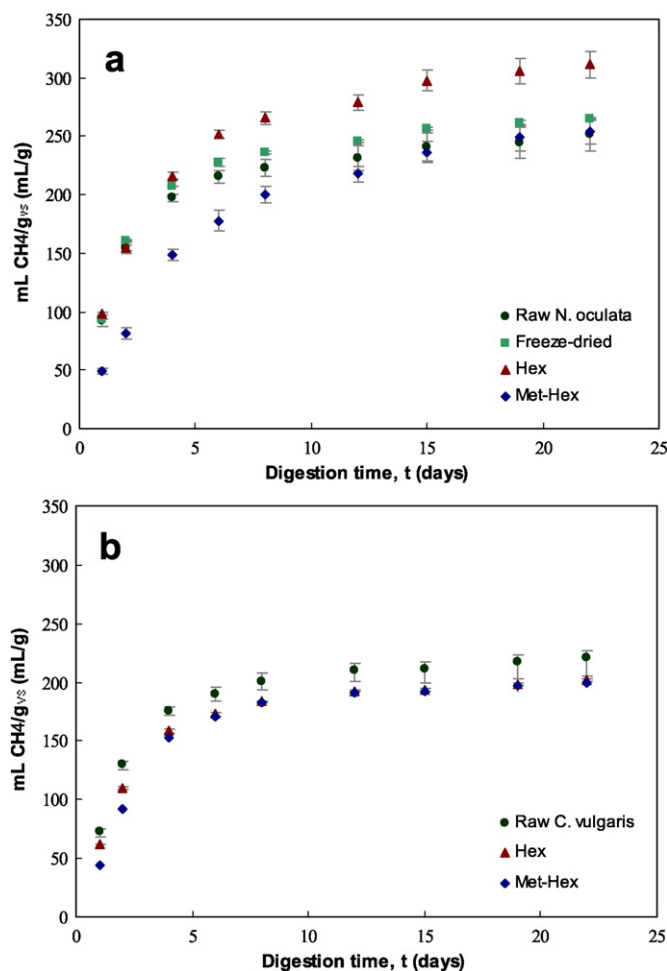 a
350
300
250
200
150
100
50
0
mL CH4/gvs (mL/g)
Raw N. oculata
Freeze-dried
Hex
Met-Hex
0 5 10 15 20 25
Digestion time, t (days)
b
350
300
250
200
150
100
50
0
mL CH4/gvs (mL/g)
Raw C. vulgaris
Hex
Met-Hex
0 5 10 15 20 25
Digestion time, t (days)